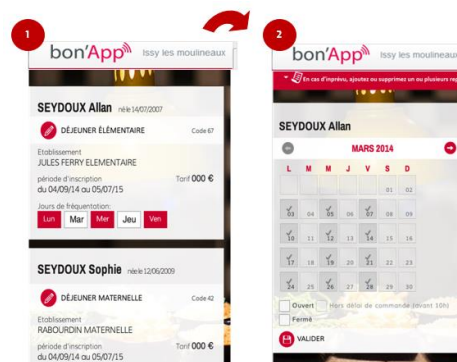 1
bon'App Issy les moulineaux
SEYDOUX Allan né le 14/07/2007
DÉJEUNER ÉLÉMENTAIRE Code 67
Etablissement
JULES FERRY ELEMENTAIRE
période d'inscription Tarif 000 €
du 04/09/14 au 05/07/15
Jours de fréquentation:
Lun Mar Mer Jeu Ven
SEYDOUX Sophie née le 12/06/2009
DÉJEUNER MATERNELLE Code 42
Etablissement
RABOURDIN MATERNELLE
période d'inscription Tarif 000 €
du 04/09/14 au 05/07/15
2
bon'App Issy les moulineaux
En cas d'imprévu, ajoutez ou supprimez un ou plusieurs rep
SEYDOUX Allan
MARS 2014
L M M J V S D
01 02
03 04 05 06 07 08 09
10 11 12 13 14 15 16
17 18 19 20 21 22 23
24 25 26 27 28 29 30
Ouvert Hors délai de commande (avant 10h)
Fermé
VALIDER